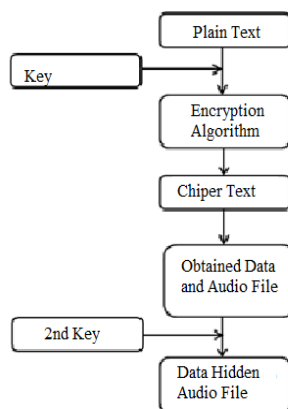 Plain Text
Key
Encryption
Algorithm
Chiper Text
Obtained Data
and Audio File
2nd Key
Data Hidden
Audio File